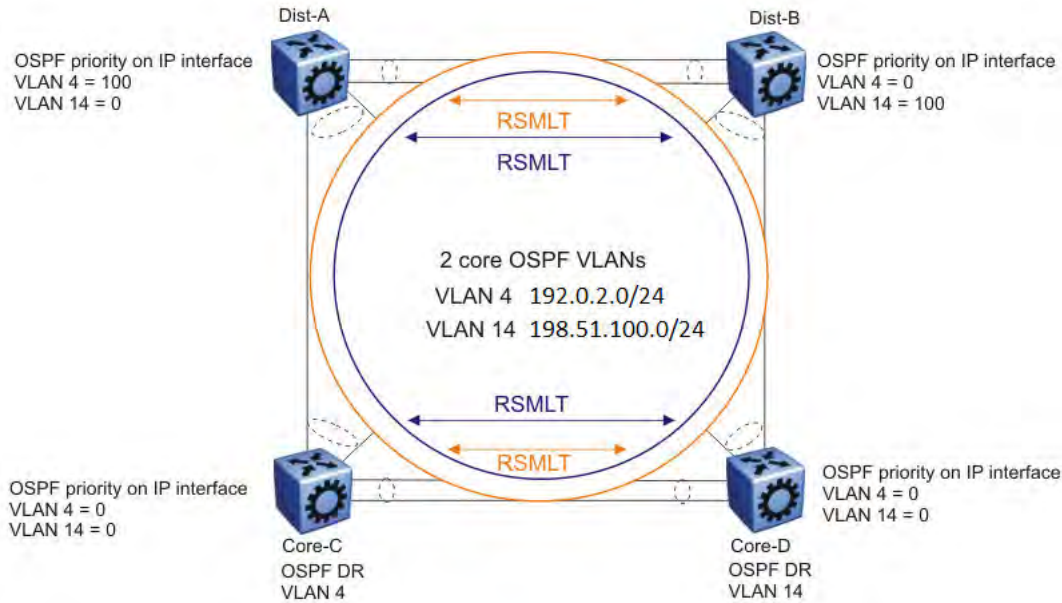 Dist-A
Dist-B
OSPF priority on IP interface
VLAN 4 = 100
VLAN 14 = 0
OSPF priority on IP interface
VLAN 4 = 0
VLAN 14 = 100
RSMLT
RSMLT
2 core OSPF VLANs
VLAN 4 192.0.2.0/24
VLAN 14 198.51.100.0/24
RSMLT
RSMLT
OSPF priority on IP interface
VLAN 4 = 0
VLAN 14 = 0
OSPF priority on IP interface
VLAN 4 = 0
VLAN 14 = 0
Core-C
OSPF DR
VLAN 4
Core-D
OSPF DR
VLAN 14